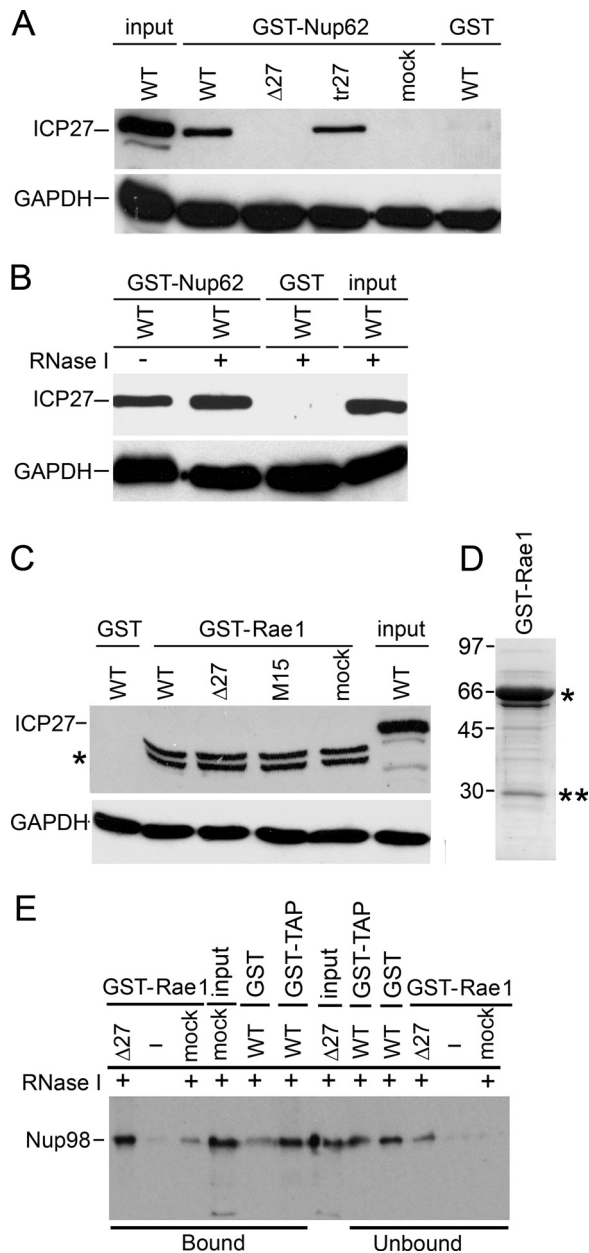 A
input GST-Nup62 GST
WT WT Δ27 tr27 mock WT
ICP27
GAPDH
B
GST-Nup62 GST input
WT WT WT WT
RNase I - + + +
ICP27
GAPDH
C
GST GST-Rae1 input
WT WT Δ27 M15 mock WT
ICP27
*
GAPDH
D
GST-Rae1
97
66 *
45
30 **
E
GST-Rae1 input GST GST-TAP input GST-TAP GST GST-Rae1
Δ27 – mock mock WT WT Δ27 WT WT Δ27 – mock
RNase I + + + + + + + + + +
Nup98
Bound Unbound